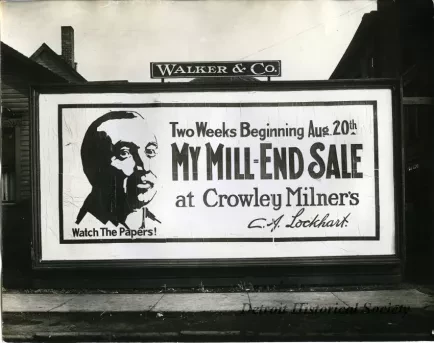 WALKER & CO.
Two Weeks Beginning Aug. 20th
MY MILL-END SALE
at Crowley Milner's
C. A. Lockhart.
Watch The Papers!
Detroit Historical Society